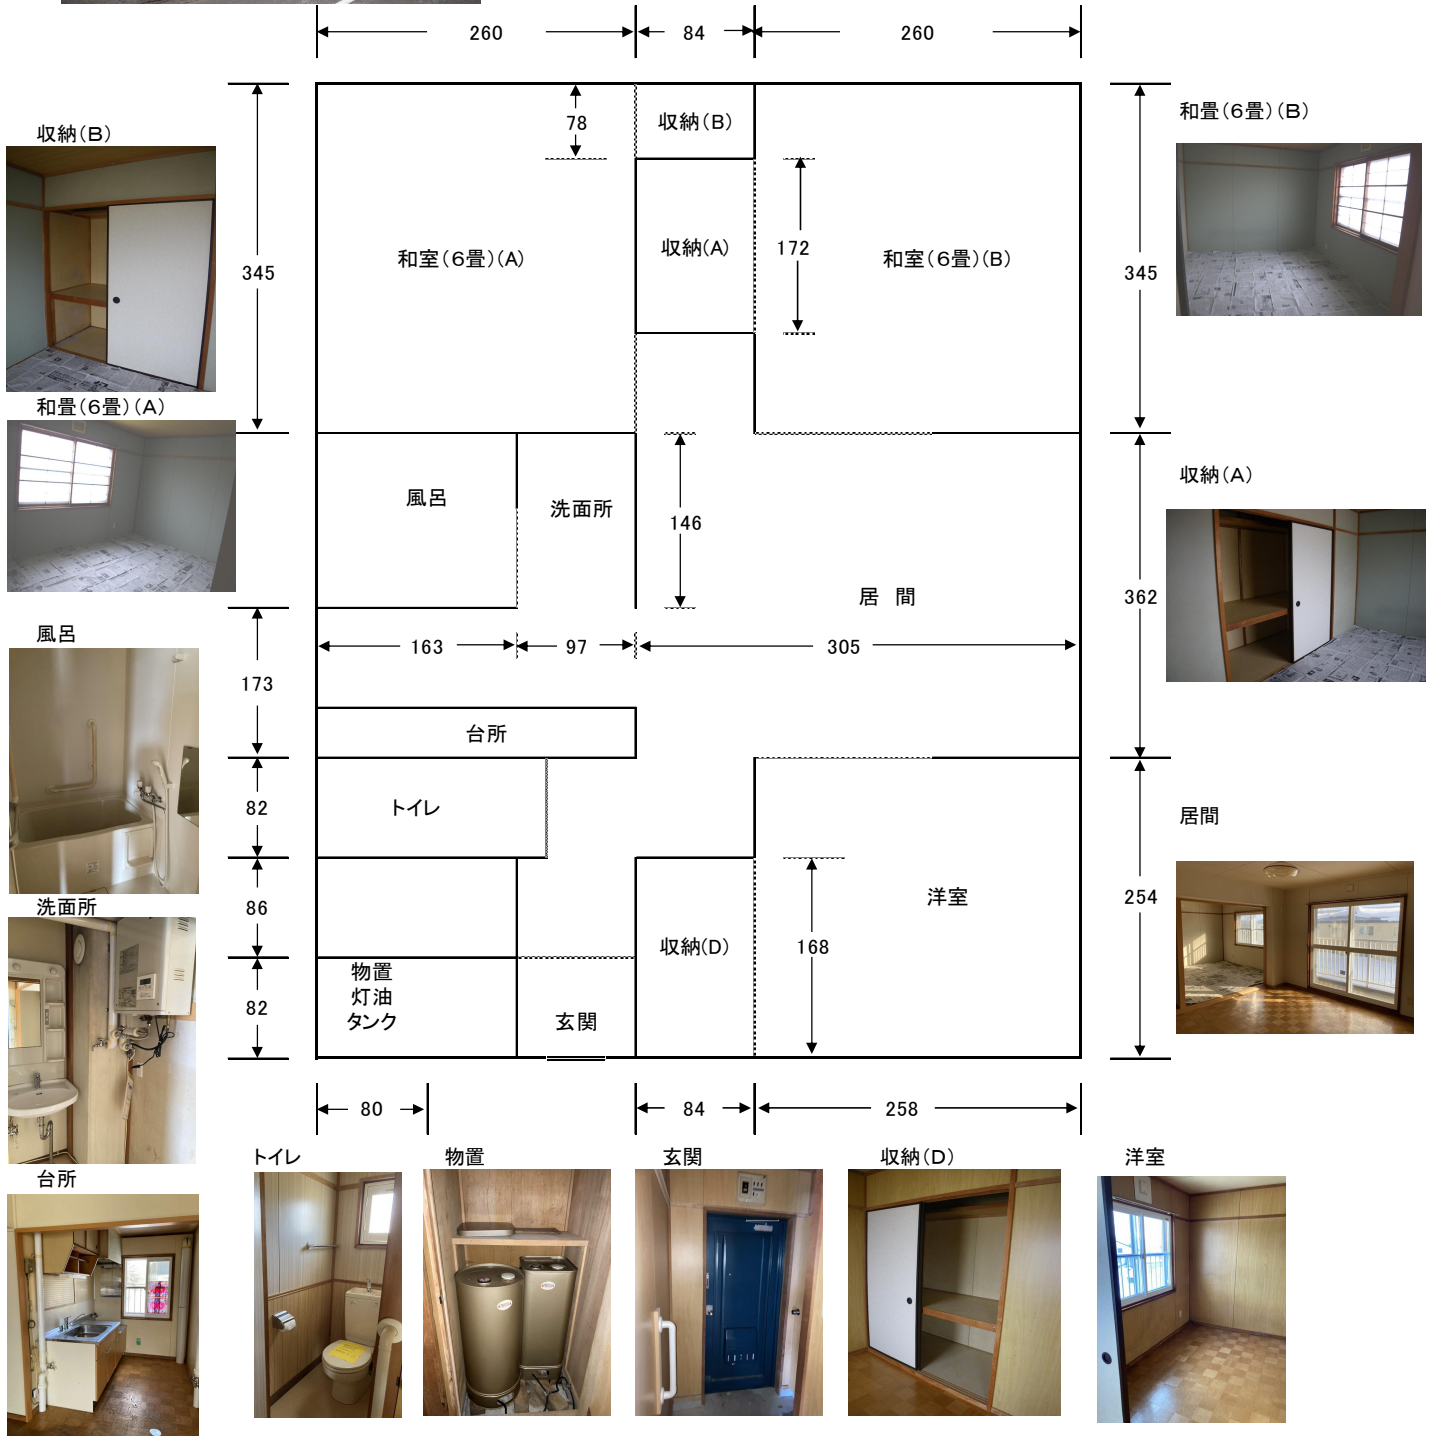 260
84
260
収納(B)
78
収納(B)
和畳(6畳)(B)
345
和室(6畳)(A)
収納(A)
172
和室(6畳)(B)
345
和畳(6畳)(A)
風呂
洗面所
146
収納(A)
居　間
362
風呂
163
97
305
173
台所
82
トイレ
居間
86
洋室
254
洗面所
収納(D)
168
物置
灯油
タンク
82
玄関
80
84
258
台所
トイレ
物置
玄関
収納(D)
洋室